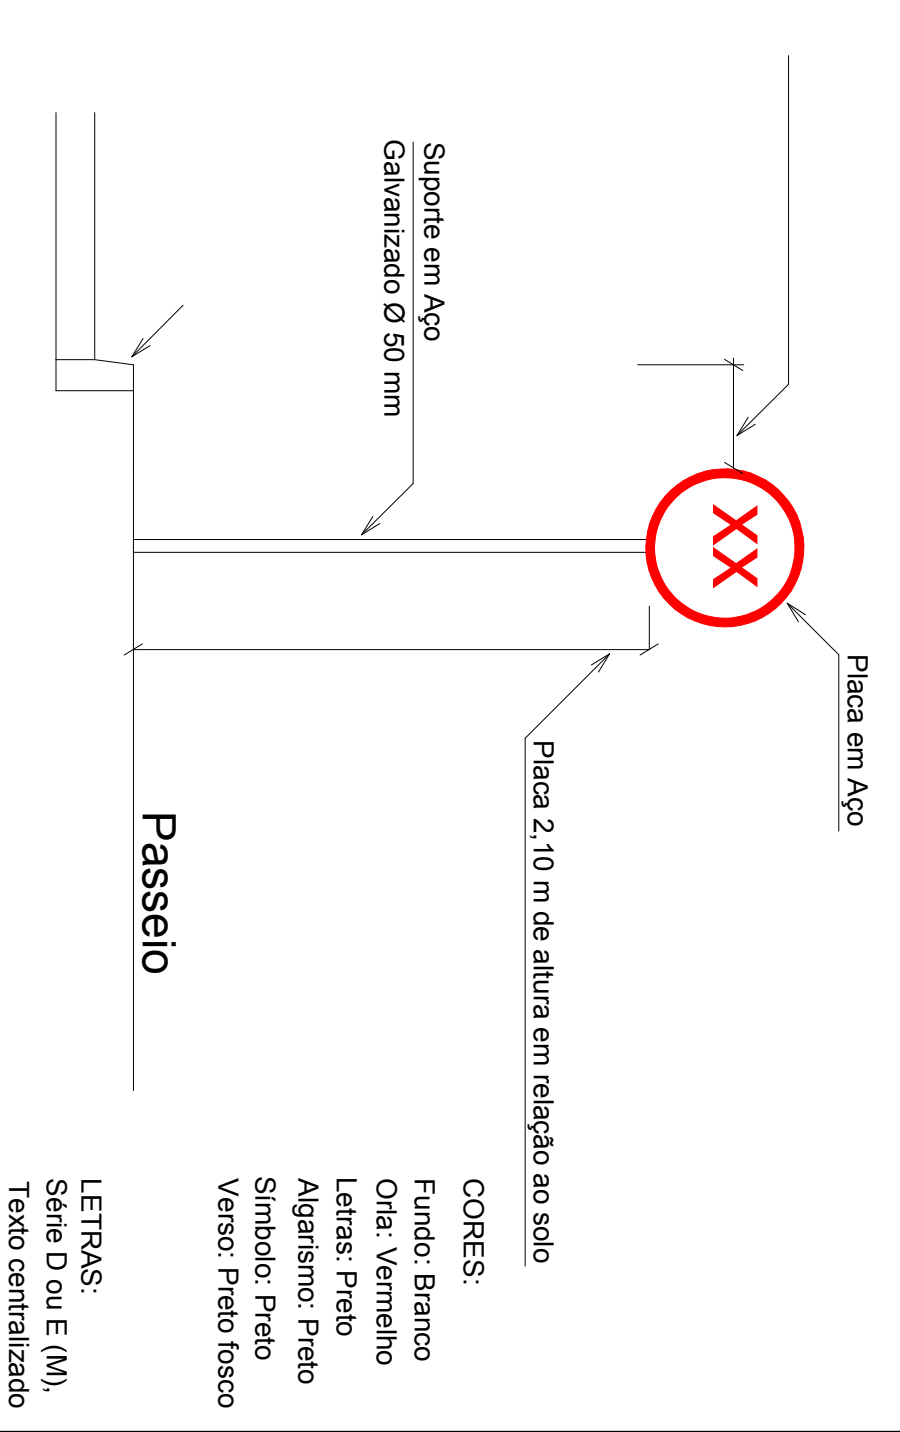 Placa em Aço
XX
Placa 2,10 m de altura em relação ao solo
Suporte em Aço
Galvanizado Ø 50 mm
Passeio
CORES:
Fundo: Branco
Orla: Vermelho
Letras: Preto
Algarismo: Preto
Símbolo: Preto
Verso: Preto fosco
LETRAS:
Série D ou E (M),
Texto centralizado